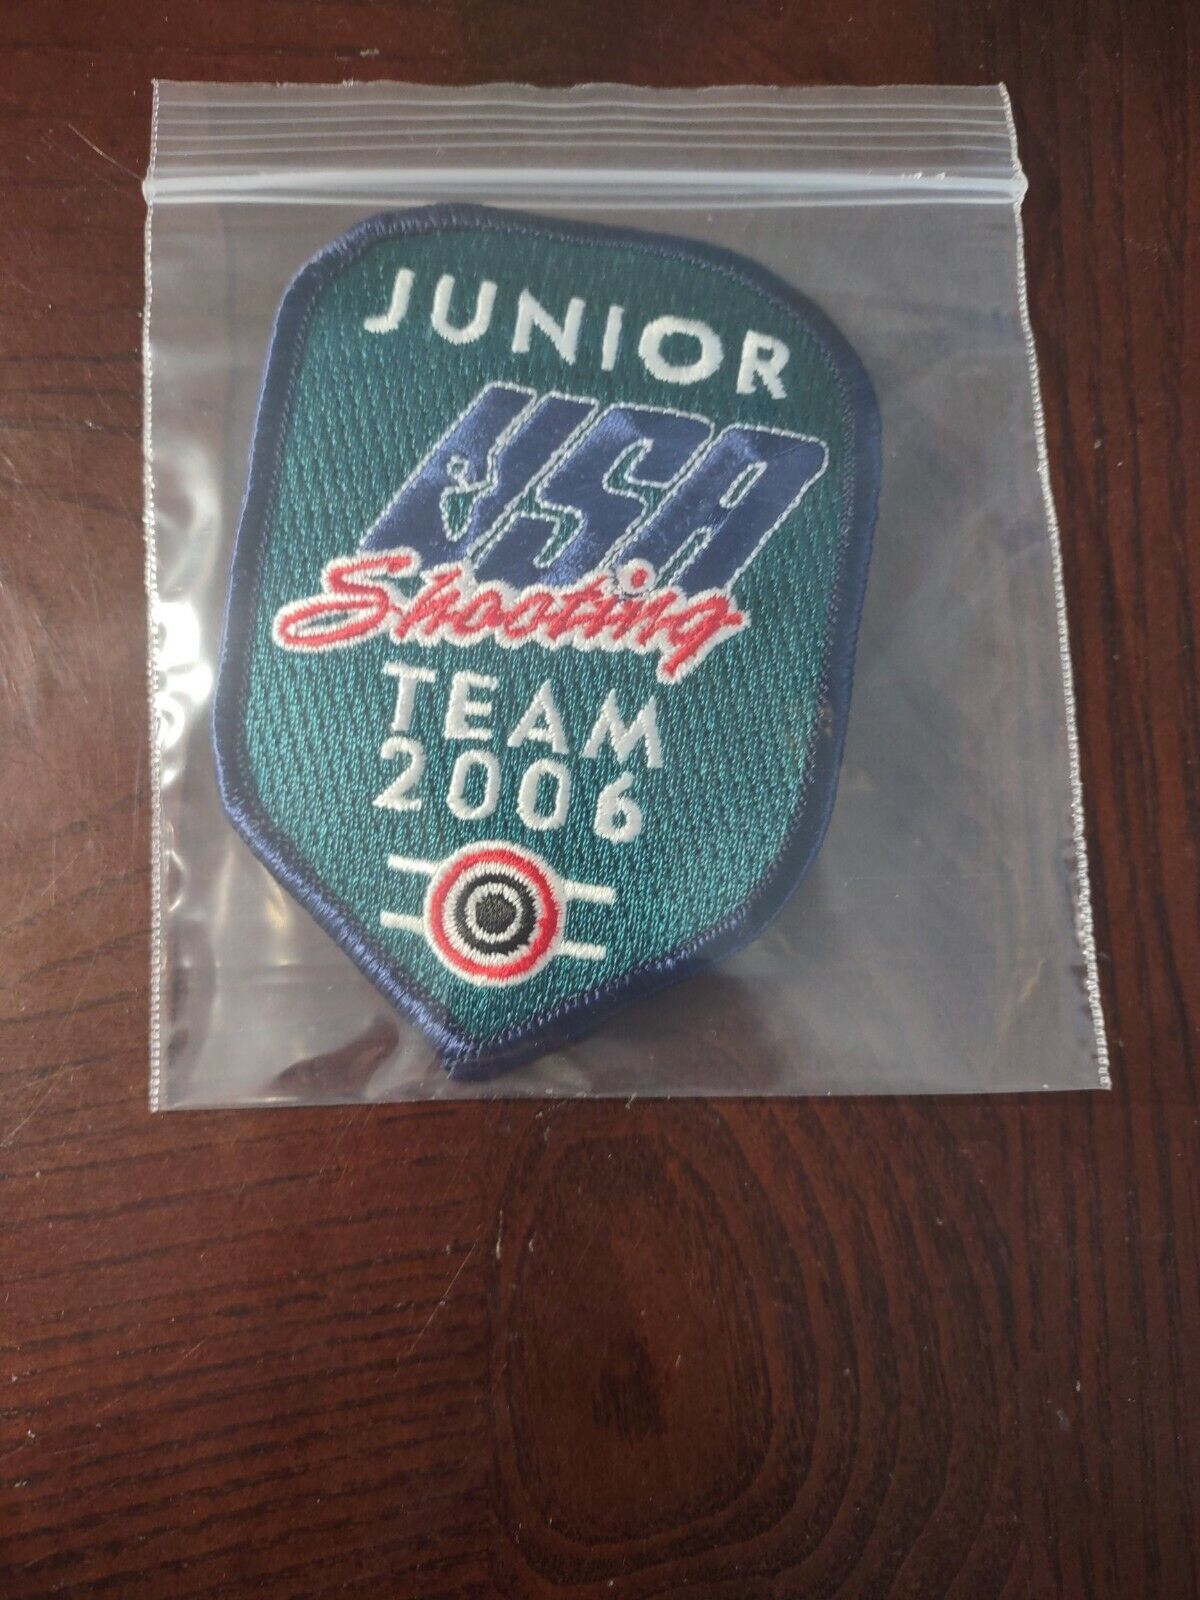 JUNIOR
USA
Shooting
TEAM
2006